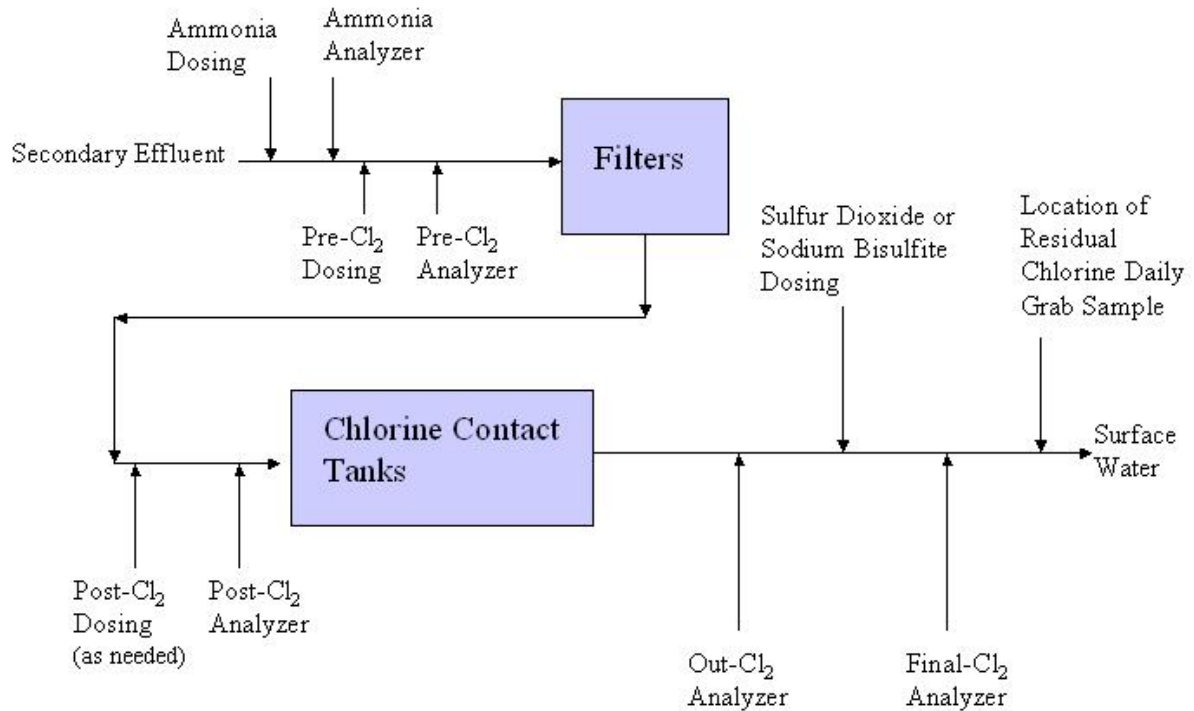 Ammonia
Dosing
Ammonia
Analyzer
Secondary Effluent
Filters
Pre-Cl₂
Dosing
Pre-Cl₂
Analyzer
Sulfur Dioxide or
Sodium Bisulfite
Dosing
Location of
Residual
Chlorine Daily
Grab Sample
Chlorine Contact
Tanks
Surface
Water
Post-Cl₂
Dosing
(as needed)
Post-Cl₂
Analyzer
Out-Cl₂
Analyzer
Final-Cl₂
Analyzer